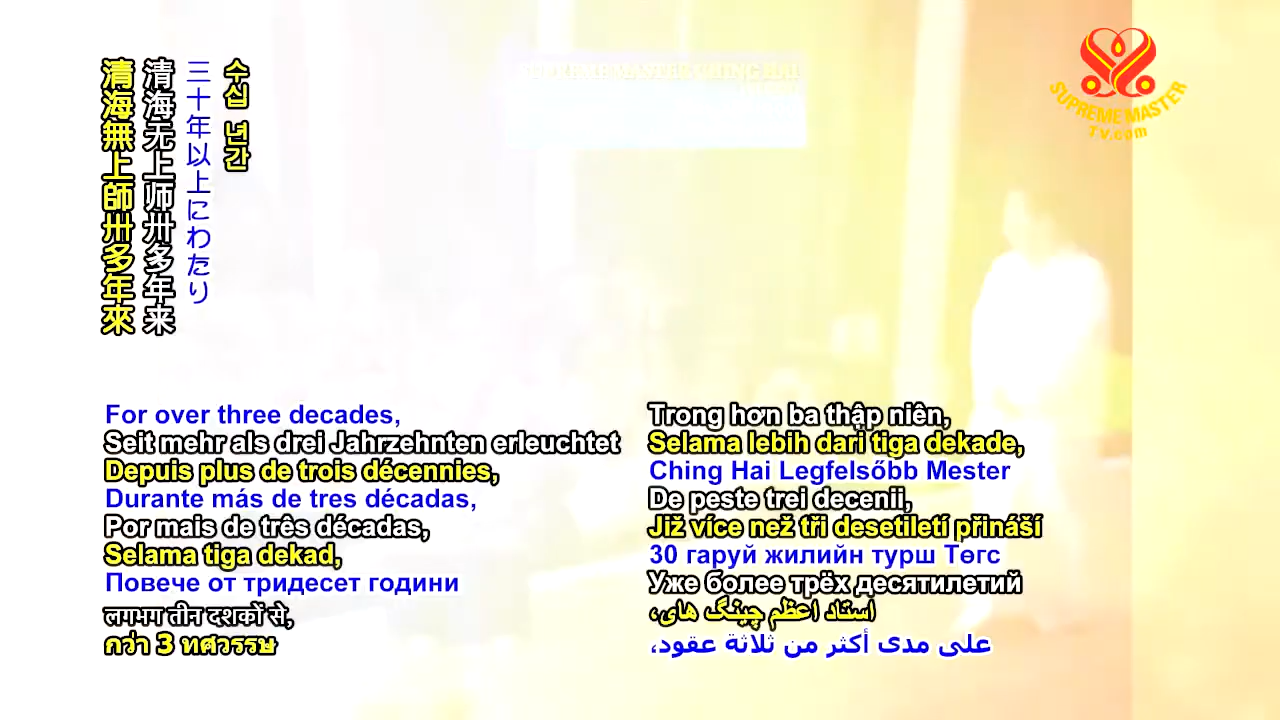 清海無上師卅多年來
清海无上师卅多年来
三十年以上にわたり
수십 년간
SUPREME MASTER CHING HAI
SUPREME MASTER
TV.com
For over three decades,
Seit mehr als drei Jahrzehnten erleuchtet
Depuis plus de trois décennies,
Durante más de tres décadas,
Por mais de três décadas,
Selama tiga dekad,
Повече от тридесет години
लगभग तीन दशकों से,
กว่า 3 ทศวรรษ
Trong hơn ba thập niên,
Selama lebih dari tiga dekade,
Ching Hai Legfelsőbb Mester
De peste trei decenii,
Již více než tři desetiletí přináší
30 гаруй жилийн турш Төгс
Уже более трёх десятилетий
استاد اعظم چینگ های،
على مدى أكثر من ثلاثة عقود،